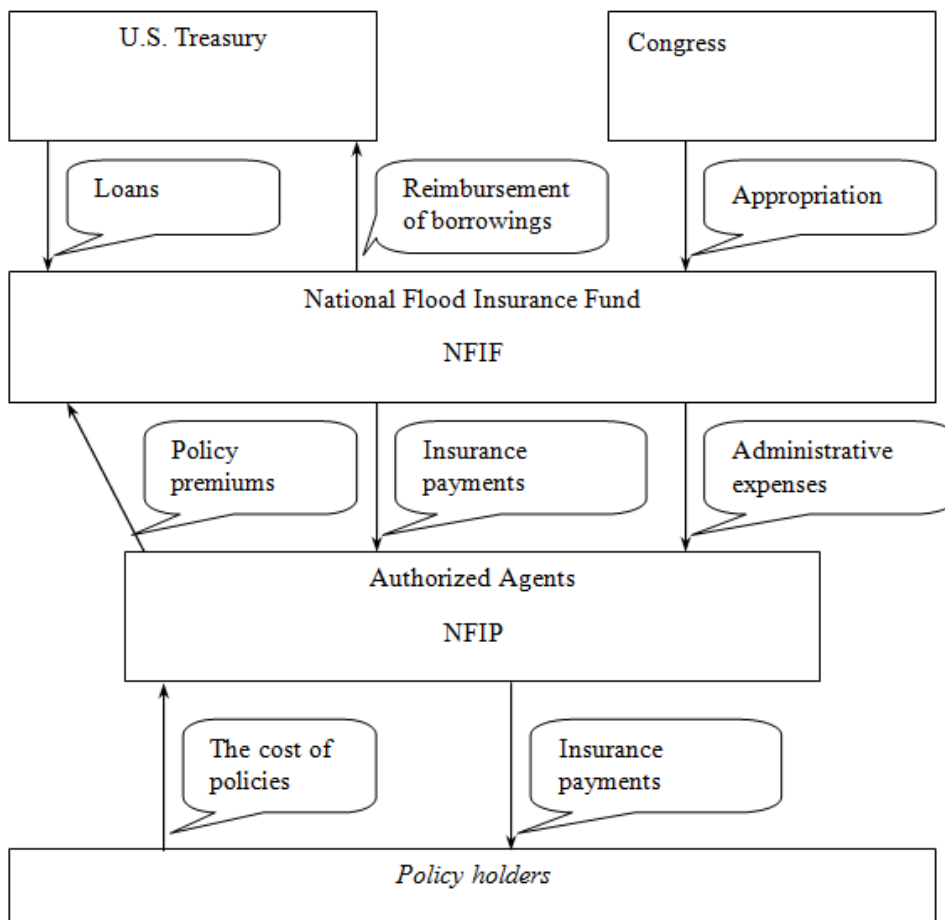 U.S. Treasury
Congress
Loans
Reimbursement
of borrowings
Appropriation
National Flood Insurance Fund
NFIF
Policy
premiums
Insurance
payments
Administrative
expenses
Authorized Agents
NFIP
The cost of
policies
Insurance
payments
Policy holders